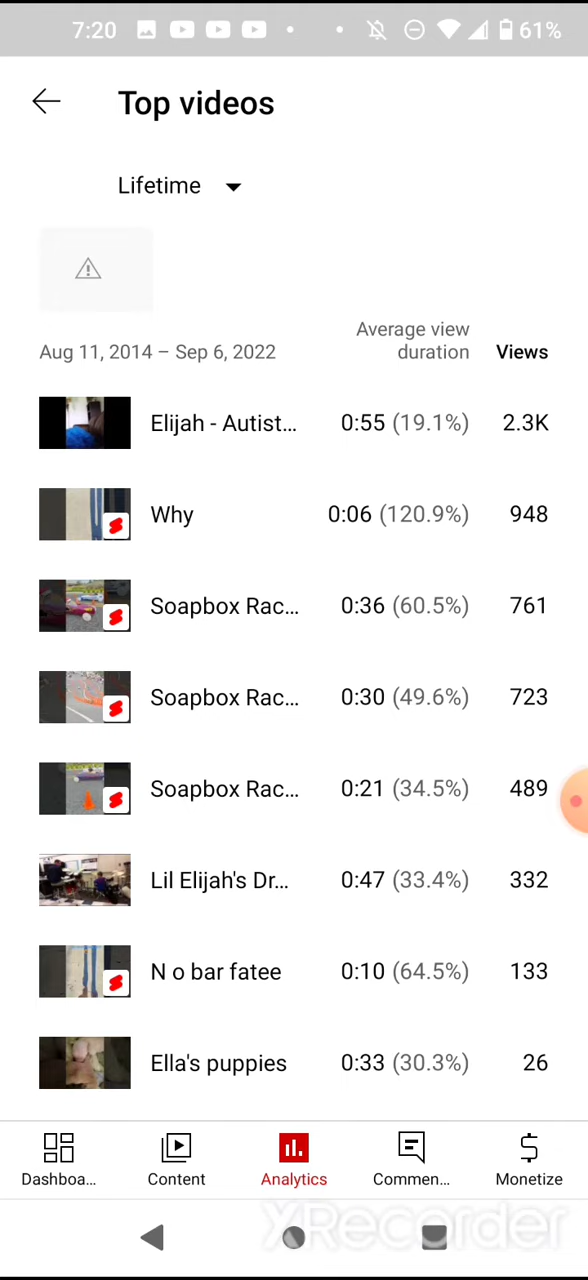 7:20 61%
Top videos
Lifetime
Average view
duration
Aug 11, 2014 – Sep 6, 2022 Views
Elijah - Autist... 0:55 (19.1%) 2.3K
Why 0:06 (120.9%) 948
Soapbox Rac... 0:36 (60.5%) 761
Soapbox Rac... 0:30 (49.6%) 723
Soapbox Rac... 0:21 (34.5%) 489
Lil Elijah's Dr... 0:47 (33.4%) 332
N o bar fatee 0:10 (64.5%) 133
Ella's puppies 0:33 (30.3%) 26
Dashboa... Content Analytics Commen... Monetize
XRecorder